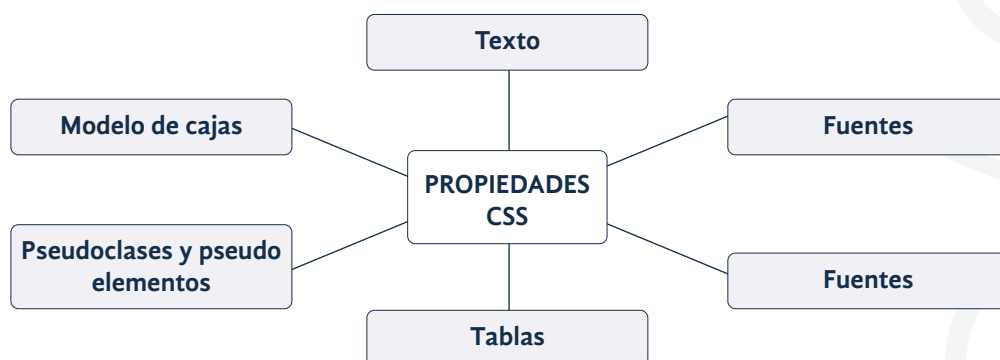 Texto
Modelo de cajas
Fuentes
PROPIEDADES
CSS
Pseudoclases y pseudo
elementos
Fuentes
Tablas